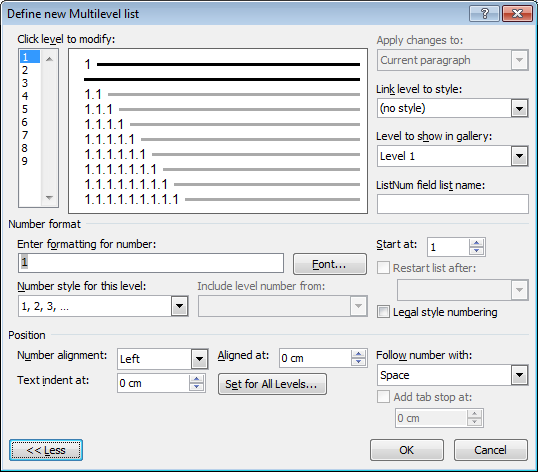 Define new Multilevel list
Click level to modify:
1
2
3
4
5
6
7
8
9
1
1.1
1.1.1
1.1.1.1
1.1.1.1.1
1.1.1.1.1.1
1.1.1.1.1.1.1
1.1.1.1.1.1.1.1
1.1.1.1.1.1.1.1.1
Apply changes to:
Current paragraph
Link level to style:
(no style)
Level to show in gallery:
Level 1
ListNum field list name:
Number format
Enter formatting for number:
1
Font...
Start at: 1
Restart list after:
Number style for this level:
1, 2, 3, ...
Include level number from:
Legal style numbering
Position
Number alignment: Left
Aligned at: 0 cm
Text indent at: 0 cm
Set for All Levels...
Follow number with:
Space
Add tab stop at:
0 cm
<< Less
OK
Cancel